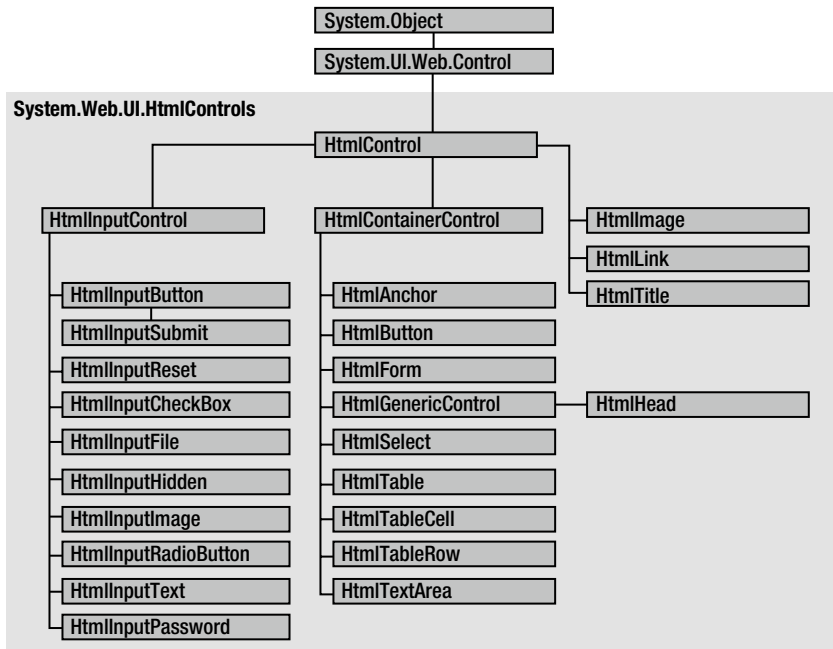 System.Object
System.UI.Web.Control
System.Web.UI.HtmlControls
HtmlControl
HtmlInputControl
HtmlInputButton
HtmlInputSubmit
HtmlInputReset
HtmlInputCheckBox
HtmlInputFile
HtmlInputHidden
HtmlInputImage
HtmlInputRadioButton
HtmlInputText
HtmlInputPassword
HtmlContainerControl
HtmlAnchor
HtmlButton
HtmlForm
HtmlGenericControl
HtmlHead
HtmlSelect
HtmlTable
HtmlTableCell
HtmlTableRow
HtmlTextArea
HtmlImage
HtmlLink
HtmlTitle